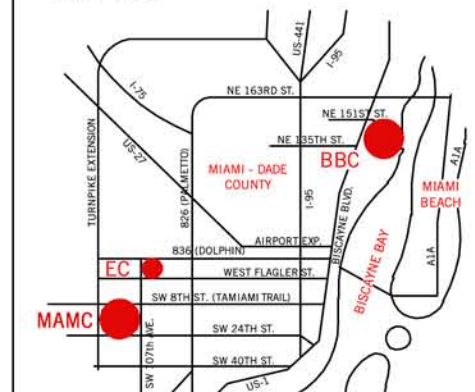 US-441
I-95
I-75
NE 163RD ST.
NE 151ST ST.
NE 135TH ST.
BBC
US-27
TURNPIKE EXTENSION
826 (PALMETTO)
MIAMI - DADE
COUNTY
I-95
BISCAYNE BLVD.
BISCAYNE BAY
MIAMI
BEACH
A1A
A1A
AIRPORT EXP.
836 (DOLPHIN)
EC
WEST FLAGLER ST.
SW 8TH ST. (TAMIAMI TRAIL)
MAMC
SW 107th AVE.
SW 24TH ST.
SW 40TH ST.
US-1